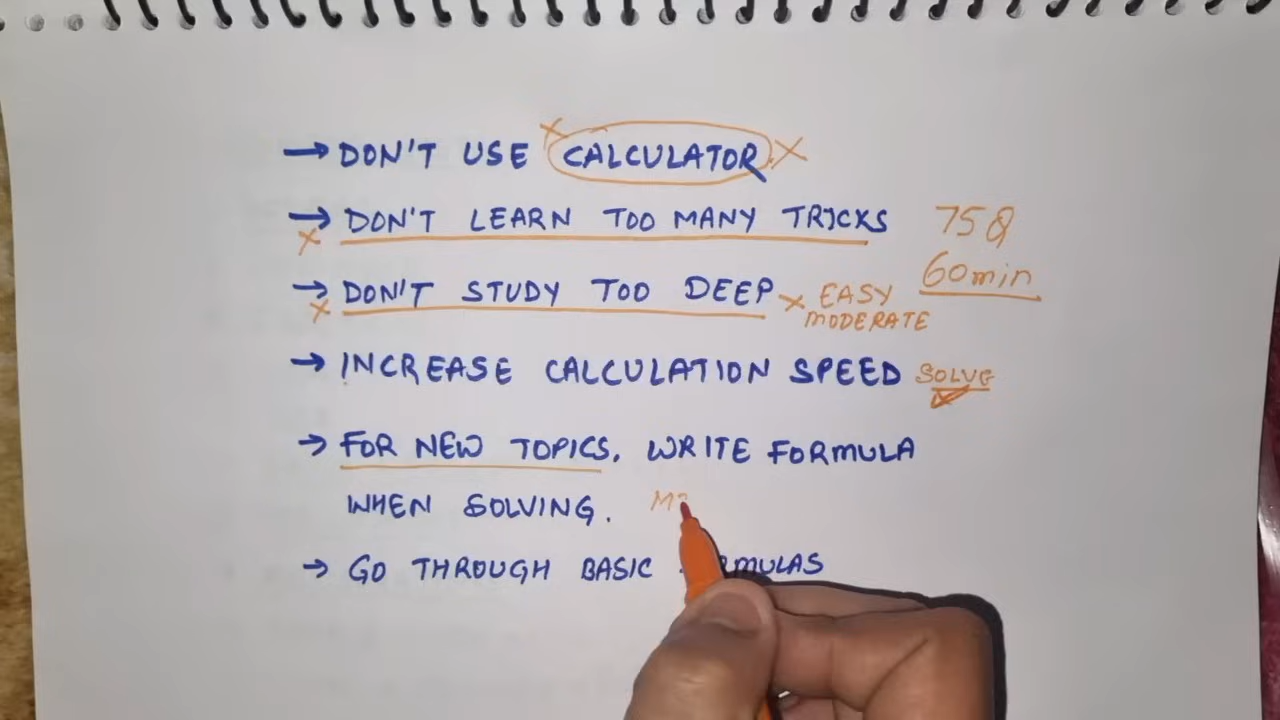 → DON'T USE CALCULATOR
→ DON'T LEARN TOO MANY TRICKS 75Q
60min
→ DON'T STUDY TOO DEEP EASY
MODERATE
→ INCREASE CALCULATION SPEED SOLVE
→ FOR NEW TOPICS. WRITE FORMULA
WHEN SOLVING.
→ GO THROUGH BASIC